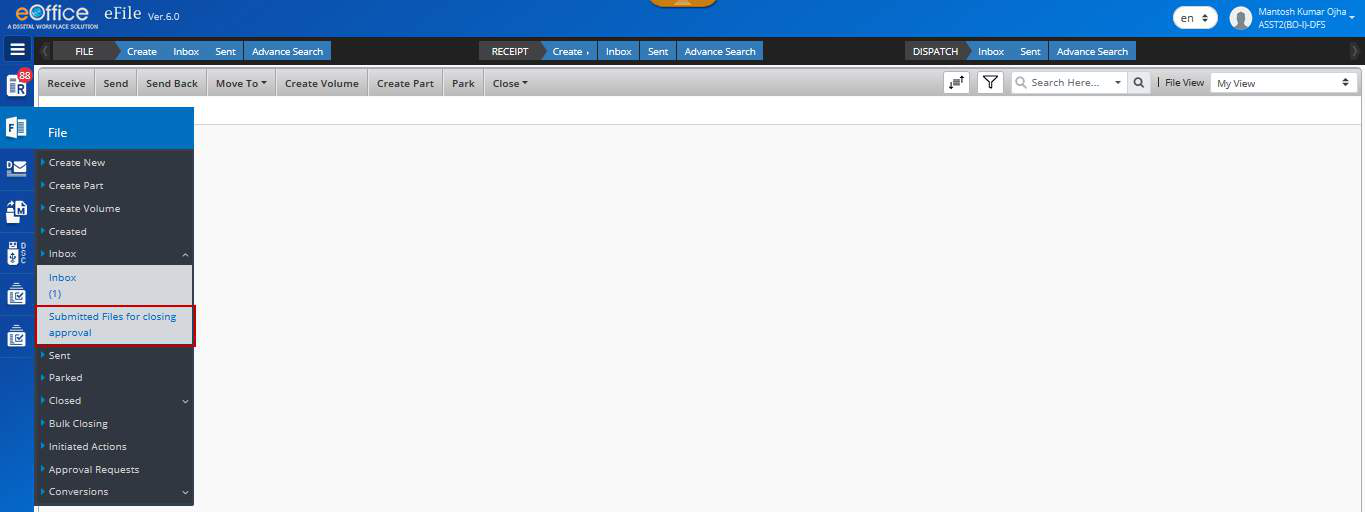 eOffice
A DIGITAL WORKPLACE SOLUTION
eFile Ver.6.0
en
Mantosh Kumar Ojha
ASST2(BO-I)-DFS
FILE Create Inbox Sent Advance Search
RECEIPT Create Inbox Sent Advance Search
DISPATCH Inbox Sent Advance Search
88
R
Receive Send Send Back Move To Create Volume Create Part Park Close
Search Here...
| File View My View
F
File
Create New
D
Create Part
Create Volume
M
Created
Inbox
DSC
Inbox
(1)
Submitted Files for closing
approval
Sent
Parked
Closed
Bulk Closing
Initiated Actions
Approval Requests
Conversions